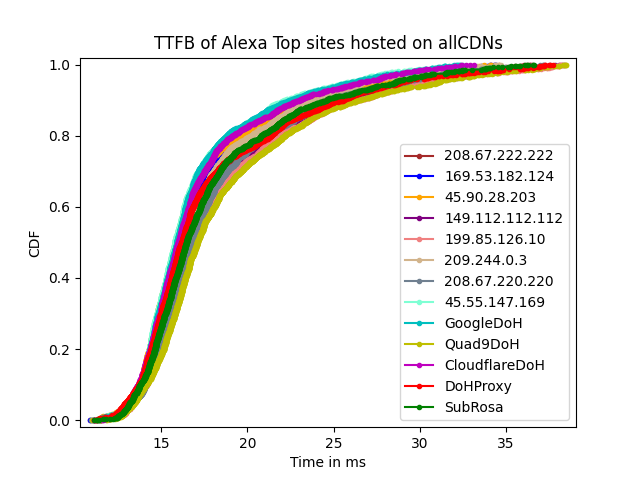 TTFB of Alexa Top sites hosted on allCDNs
1.0
0.8
0.6
0.4
0.2
0.0
CDF
208.67.222.222
169.53.182.124
45.90.28.203
149.112.112.112
199.85.126.10
209.244.0.3
208.67.220.220
45.55.147.169
GoogleDoH
Quad9DoH
CloudflareDoH
DoHProxy
SubRosa
15 20 25 30 35
Time in ms